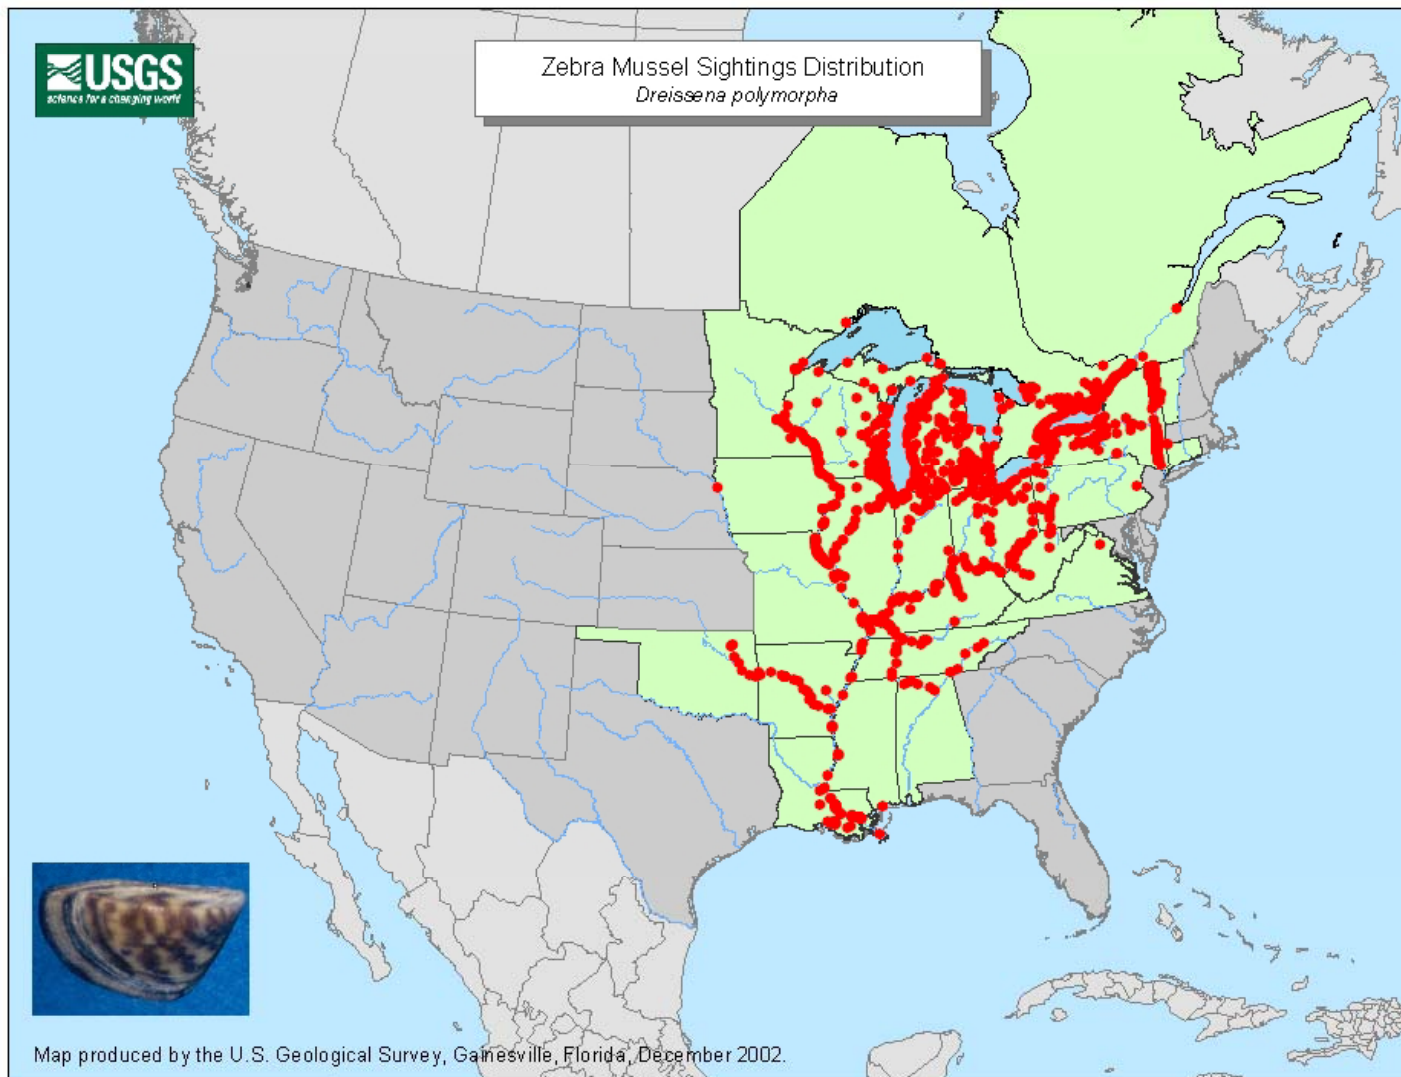 USGS
science for a changing world
Zebra Mussel Sightings Distribution
Dreissena polymorpha
Map produced by the U.S. Geological Survey, Gainesville, Florida, December 2002.